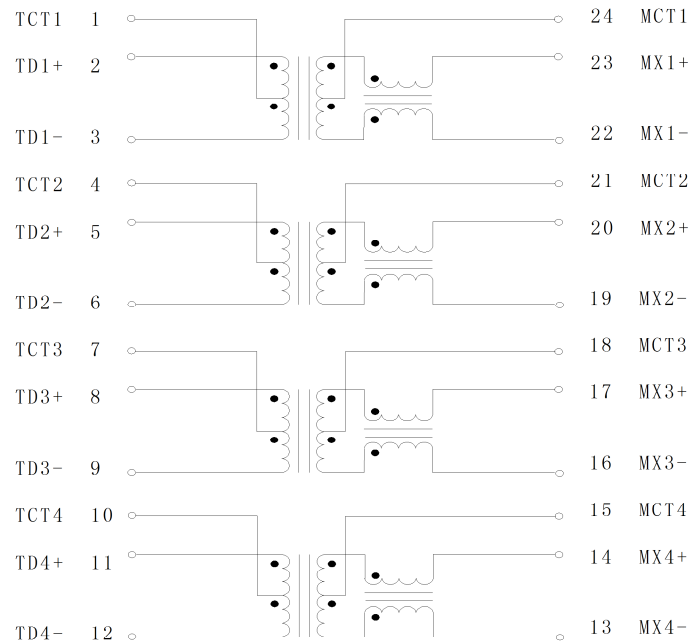 TCT1 1 24 MCT1
TD1+ 2 23 MX1+
TD1- 3 22 MX1-
TCT2 4 21 MCT2
TD2+ 5 20 MX2+
TD2- 6 19 MX2-
TCT3 7 18 MCT3
TD3+ 8 17 MX3+
TD3- 9 16 MX3-
TCT4 10 15 MCT4
TD4+ 11 14 MX4+
TD4- 12 13 MX4-